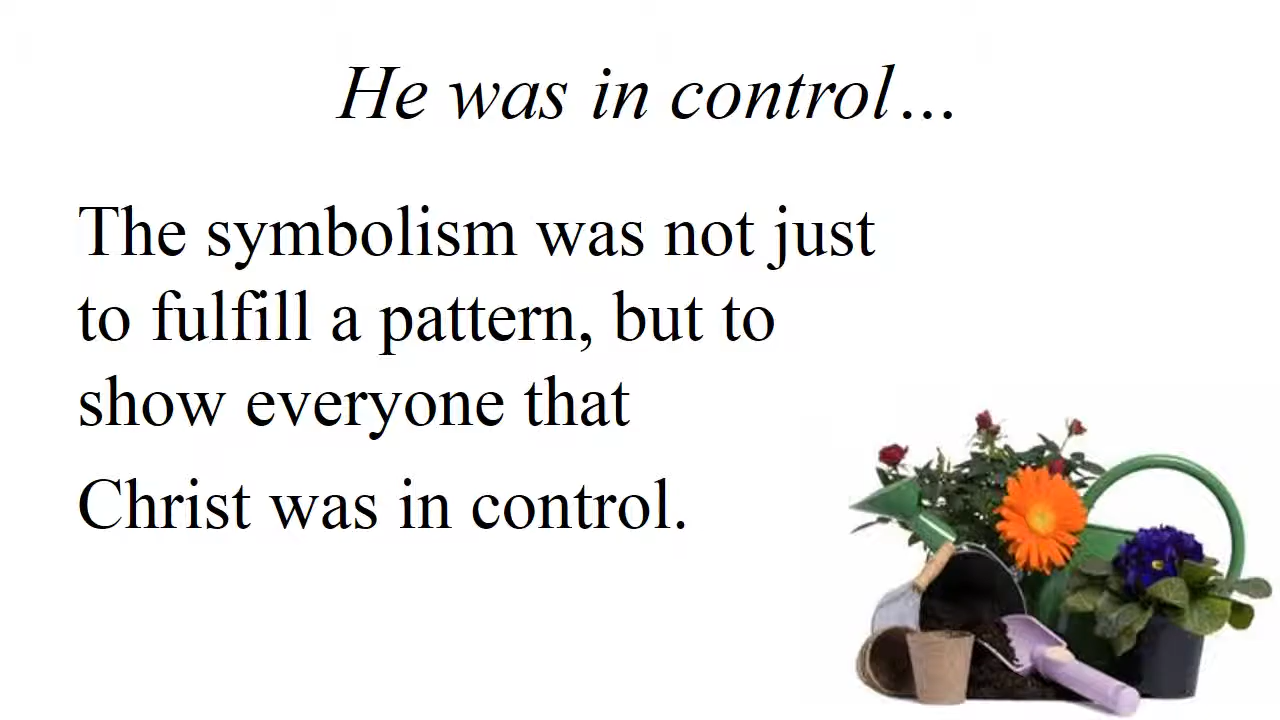 He was in control…
The symbolism was not just
to fulfill a pattern, but to
show everyone that
Christ was in control.